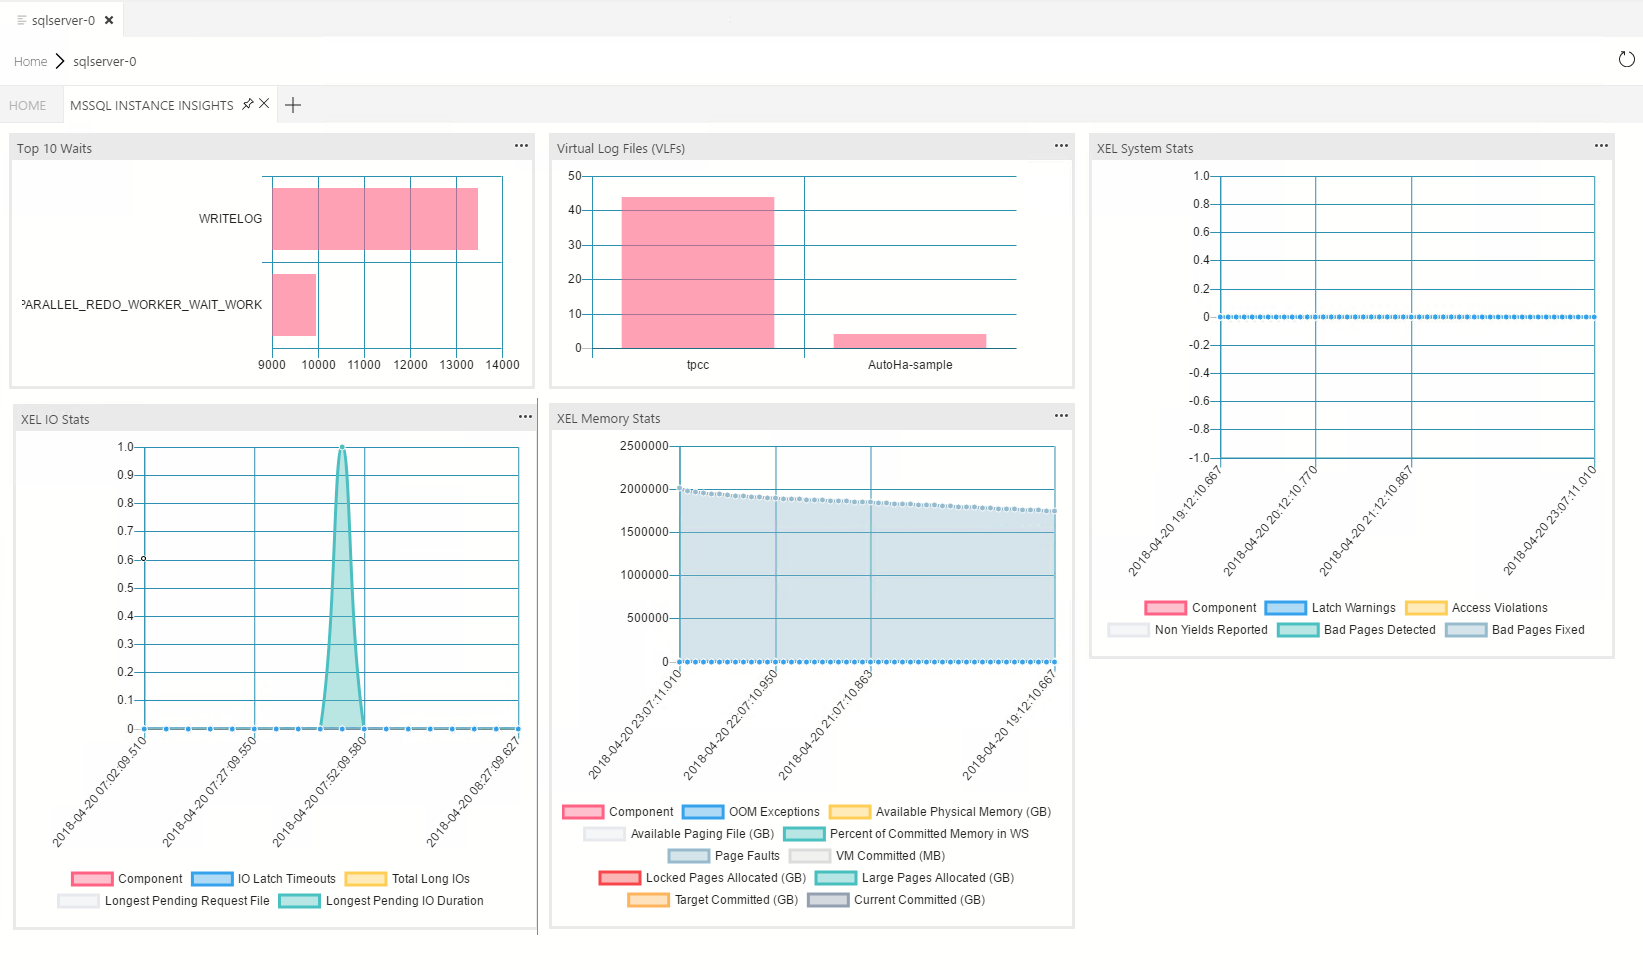 sqlserver-0
Home sqlserver-0
HOME MSSQL INSTANCE INSIGHTS
Top 10 Waits
WRITELOG
PARALLEL_REDO_WORKER_WAIT_WORK
9000 10000 11000 12000 13000 14000
Virtual Log Files (VLFs)
50
40
30
20
10
0
tpcc AutoHa-sample
XEL System Stats
1.0
0.8
0.6
0.4
0.2
0
-0.2
-0.4
-0.6
-0.8
-1.0
2018-04-20 19:12:10.667
2018-04-20 20:12:10.770
2018-04-20 21:12:10.867
2018-04-20 23:07:11.010
Component Latch Warnings Access Violations
Non Yields Reported Bad Pages Detected Bad Pages Fixed
XEL IO Stats
1.0
0.9
0.8
0.7
0.6
0.5
0.4
0.3
0.2
0.1
0
2018-04-20 07:02:09.510
2018-04-20 07:27:09.550
2018-04-20 07:52:09.580
2018-04-20 08:27:09.627
Component IO Latch Timeouts Total Long IOs
Longest Pending Request File Longest Pending IO Duration
XEL Memory Stats
2500000
2000000
1500000
1000000
500000
0
2018-04-20 23:07:11.010
2018-04-20 22:07:10.950
2018-04-20 21:07:10.863
2018-04-20 19:12:10.667
Component OOM Exceptions Available Physical Memory (GB)
Available Paging File (GB) Percent of Committed Memory in WS
Page Faults VM Committed (MB)
Locked Pages Allocated (GB) Large Pages Allocated (GB)
Target Committed (GB) Current Committed (GB)